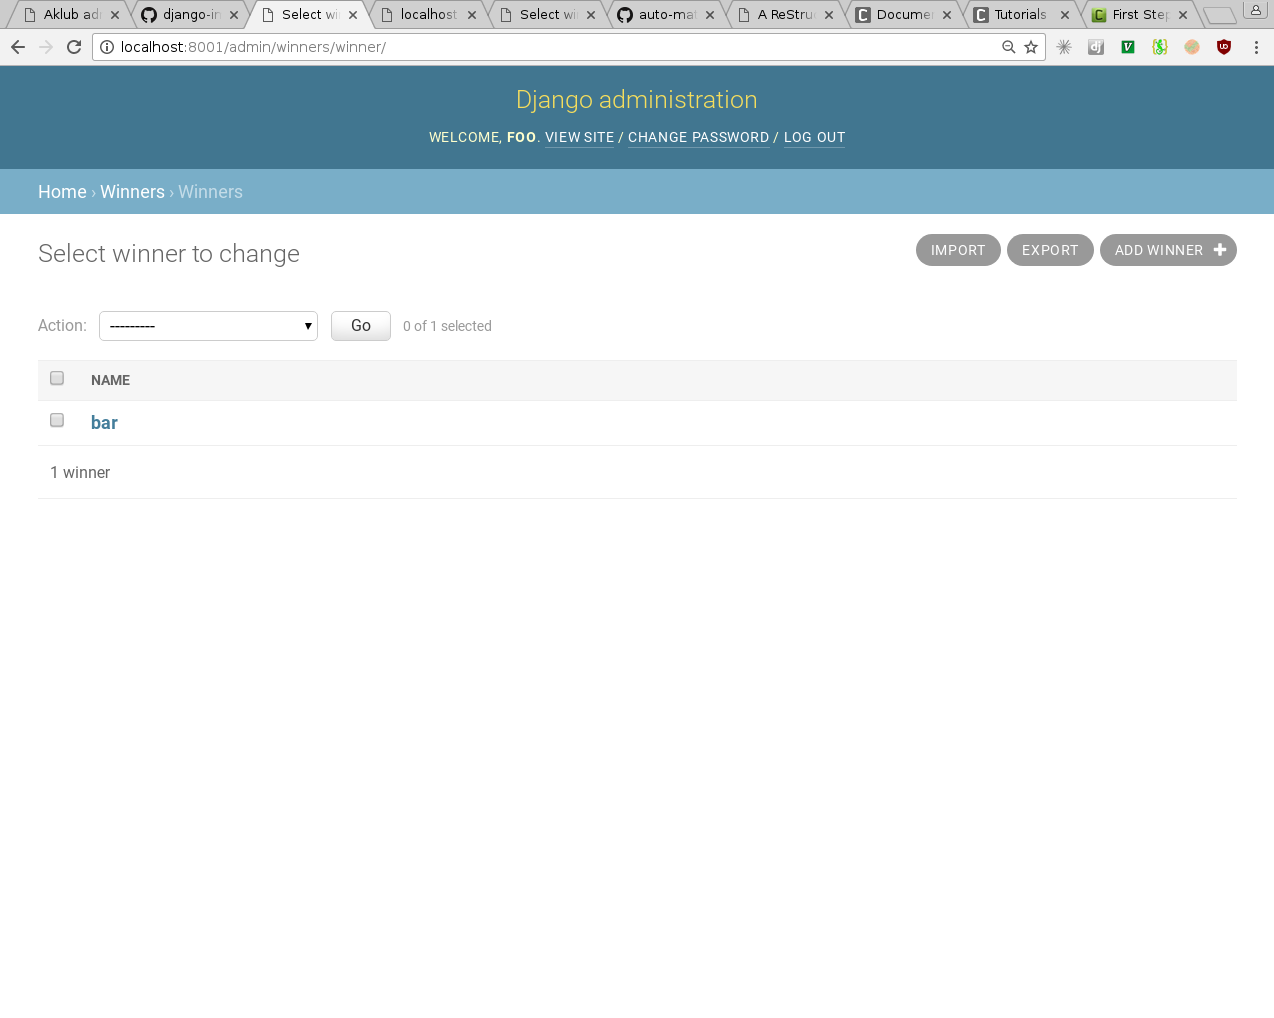 Aklub ad django-in Select wi localhost Select wi auto-mat A ReStru Docume Tutorials First Step
localhost:8001/admin/winners/winner/
Django administration
WELCOME, FOO. VIEW SITE / CHANGE PASSWORD / LOG OUT
Home › Winners › Winners
Select winner to change
IMPORT EXPORT ADD WINNER
Action: --------- Go 0 of 1 selected
NAME
bar
1 winner